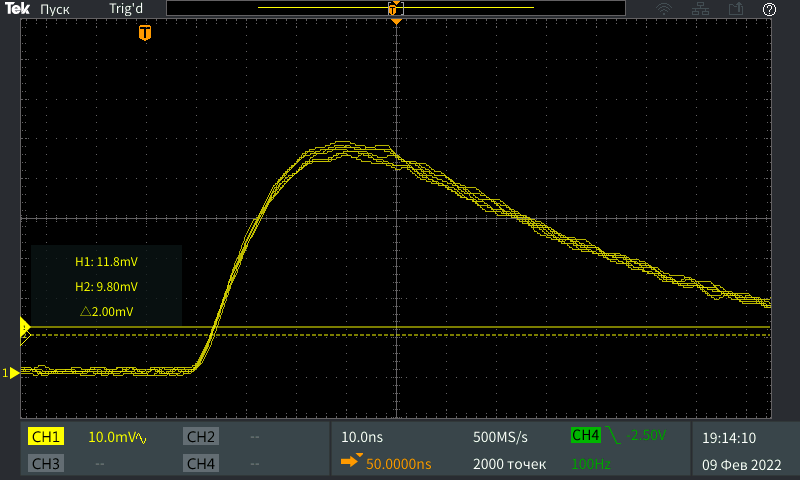 Tek Пуск Trig'd T ?
T
H1: 11.8mV
H2: 9.80mV
△2.00mV
1
CH1 10.0mV CH2 -- 10.0ns 500MS/s CH4 -2.50V 19:14:10
CH3 -- CH4 -- 50.0000ns 2000 точек 100Hz 09 Фев 2022